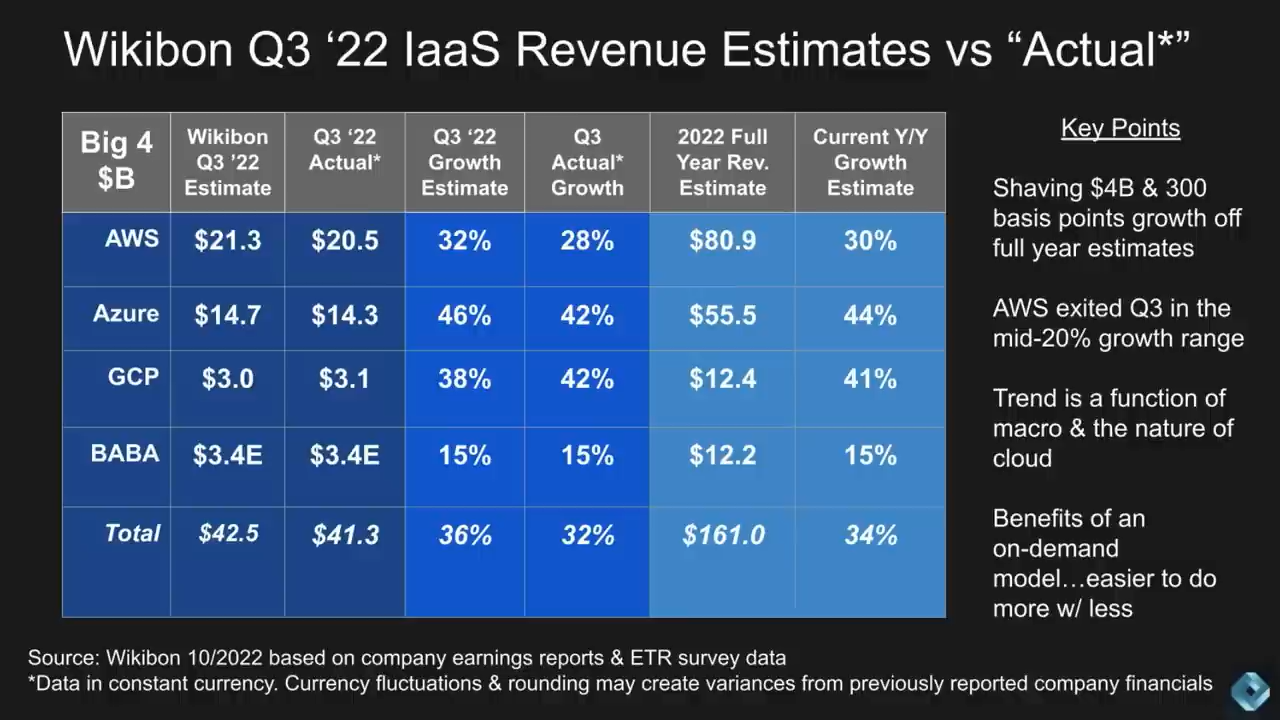 Wikibon Q3 ‘22 IaaS Revenue Estimates vs “Actual*”
Big 4 $B | Wikibon Q3 ’22 Estimate | Q3 ‘22 Actual* | Q3 ‘22 Growth Estimate | Q3 Actual* Growth | 2022 Full Year Rev. Estimate | Current Y/Y Growth Estimate
AWS | $21.3 | $20.5 | 32% | 28% | $80.9 | 30%
Azure | $14.7 | $14.3 | 46% | 42% | $55.5 | 44%
GCP | $3.0 | $3.1 | 38% | 42% | $12.4 | 41%
BABA | $3.4E | $3.4E | 15% | 15% | $12.2 | 15%
Total | $42.5 | $41.3 | 36% | 32% | $161.0 | 34%
Key Points
Shaving $4B & 300
basis points growth off
full year estimates
AWS exited Q3 in the
mid-20% growth range
Trend is a function of
macro & the nature of
cloud
Benefits of an
on-demand
model…easier to do
more w/ less
Source: Wikibon 10/2022 based on company earnings reports & ETR survey data
*Data in constant currency. Currency fluctuations & rounding may create variances from previously reported company financials